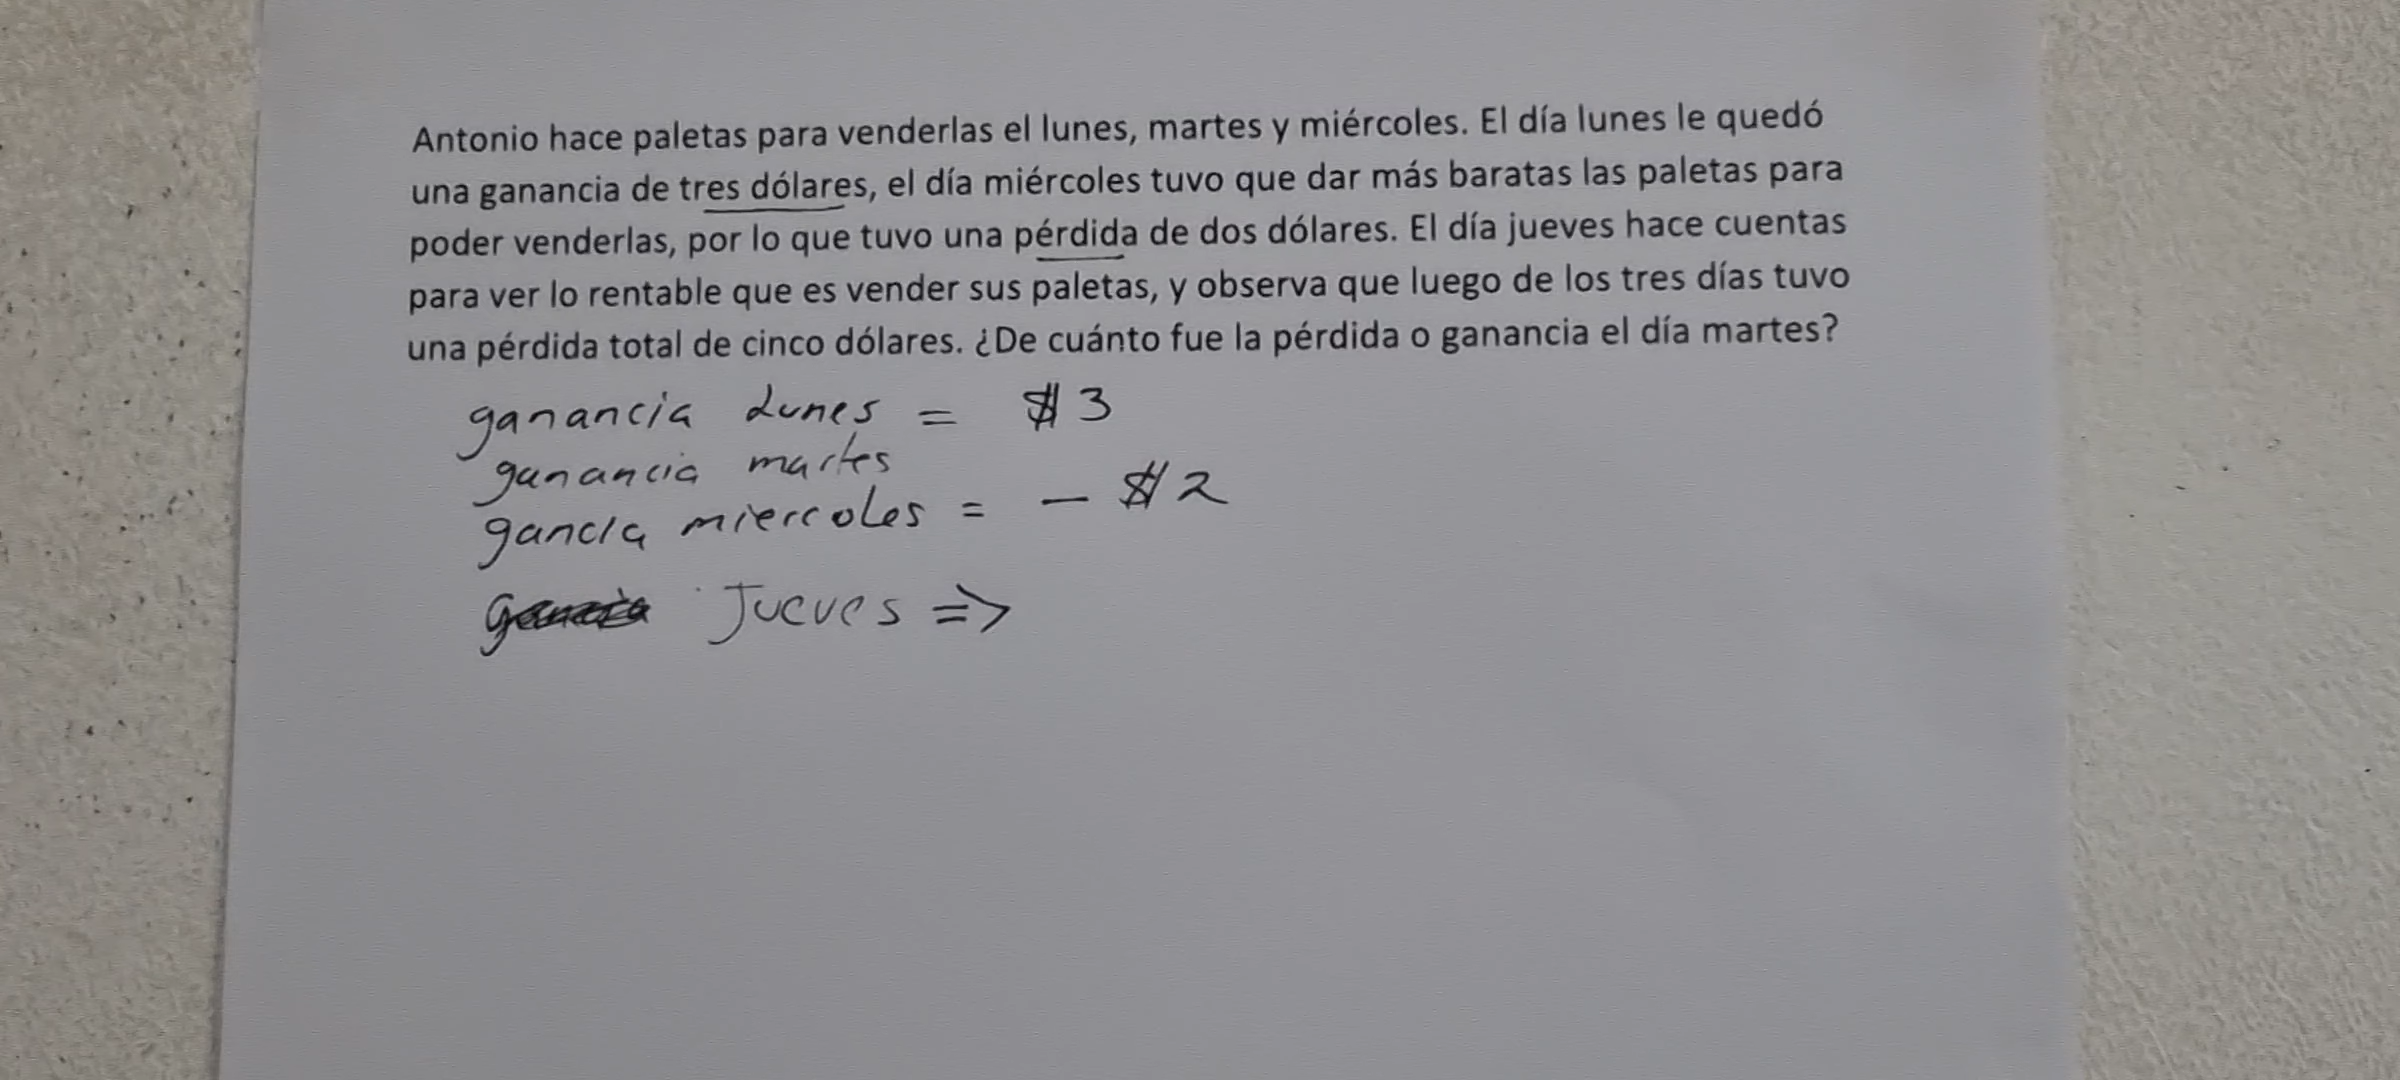 Antonio hace paletas para venderlas el lunes, martes y miércoles. El día lunes le quedó
una ganancia de tres dólares, el día miércoles tuvo que dar más baratas las paletas para
poder venderlas, por lo que tuvo una pérdida de dos dólares. El día jueves hace cuentas
para ver lo rentable que es vender sus paletas, y observa que luego de los tres días tuvo
una pérdida total de cinco dólares. ¿De cuánto fue la pérdida o ganancia el día martes?
ganancia Lunes = $3
ganancia martes
gancia miercoles = - $2
Jueves =>